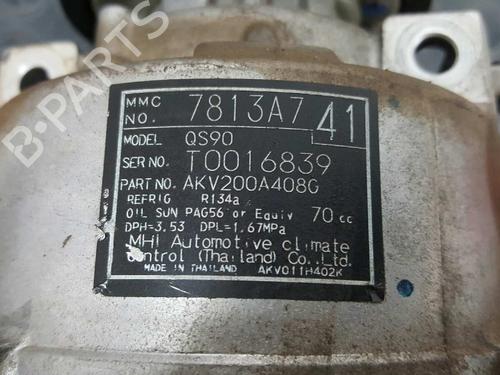 MMC NO. 7813A7 41
MODEL QS90
SER NO. T0016839
PART NO. AKV200A408G
REFRIG R134a
OIL SUN PAG56 or Equiv 70 cc
DPH=3.53 DPL=1.67MPa
MHI Automotive climate
control (Thailand) Co.,Ltd.
MADE IN THAILAND AKV011H402K
B-PARTS